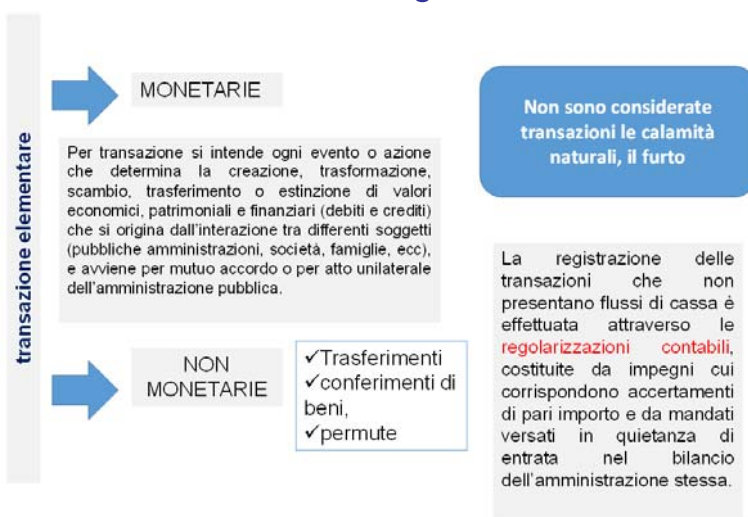 transazione elementare
MONETARIE
Per transazione si intende ogni evento o azione
che determina la creazione, trasformazione,
scambio, trasferimento o estinzione di valori
economici, patrimoniali e finanziari (debiti e crediti)
che si origina dall'interazione tra differenti soggetti
(pubbliche amministrazioni, società, famiglie, ecc),
e avviene per mutuo accordo o per atto unilaterale
dell'amministrazione pubblica.
NON
MONETARIE
✓Trasferimenti
✓conferimenti di
beni,
✓permute
Non sono considerate
transazioni le calamità
naturali, il furto
La registrazione delle
transazioni che non
presentano flussi di cassa è
effettuata attraverso le
regolarizzazioni contabili,
costituite da impegni cui
corrispondono accertamenti
di pari importo e da mandati
versati in quietanza di
entrata nel bilancio
dell'amministrazione stessa.